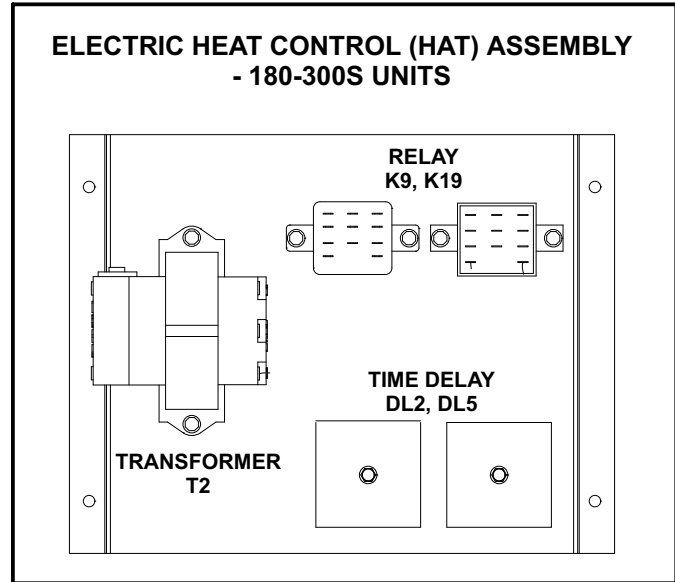 ELECTRIC HEAT CONTROL (HAT) ASSEMBLY
- 180-300S UNITS
RELAY
K9, K19
TIME DELAY
DL2, DL5
TRANSFORMER
T2